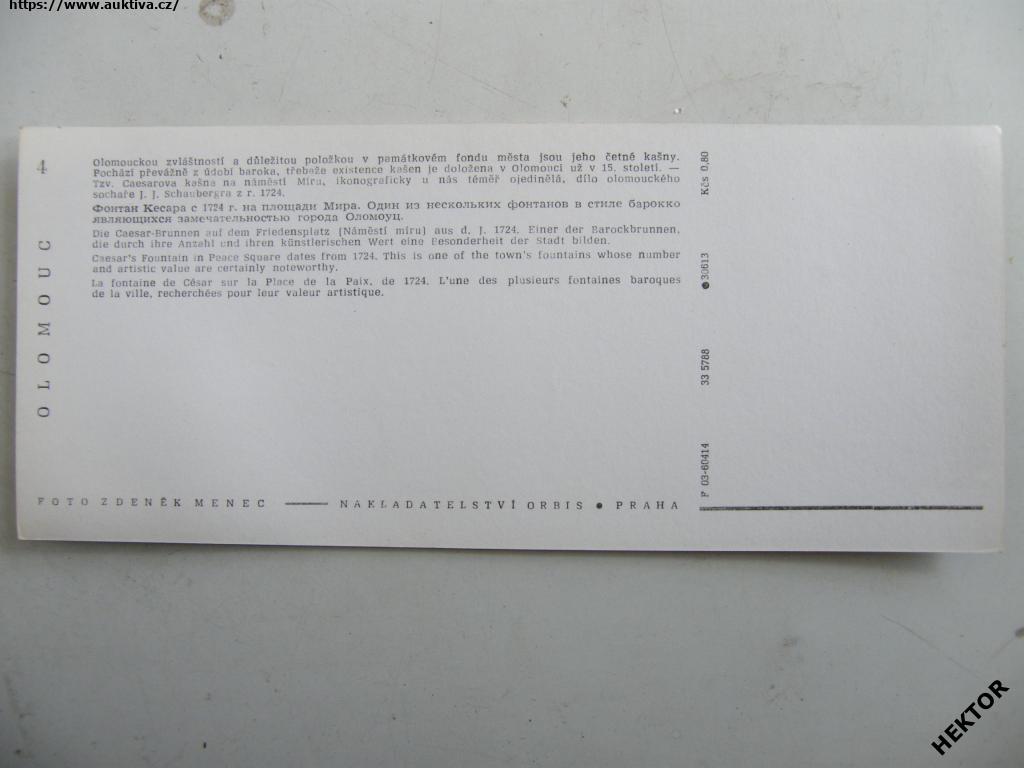 https://www.auktiva.cz/
4
Olomouckou zvláštností a důležitou položkou v památkovém fondu města jsou jeho četné kašny.
Pochází převážně z údobí baroka, třebaže existence kašen je doložena v Olomouci už v 15. století. —
Tzv. Caesarova kašna na náměstí Míru, ikonograficky u nás téměř ojedinělá, dílo olomouckého
sochaře J. J. Schaubergra z r. 1724.
Фонтан Кесара с 1724 г. на площади Мира. Один из нескольких фонтанов в стиле барокко
являющихся замечательностью города Оломоуц.
Die Caesar-Brunnen auf dem Friedensplatz (Náměstí míru) aus d. J. 1724. Einer der Barockbrunnen,
die durch ihre Anzahl und ihren künstlerischen Wert eine Besonderheit der Stadt bilden.
Caesar's Fountain in Peace Square dates from 1724. This is one of the town's fountains whose number
and artistic value are certainly noteworthy.
La fontaine de César sur la Place de la Paix, de 1724. L'une des plusieurs fontaines baroques
de la ville, recherchées pour leur valeur artistique.
OLOMOUC
FOTO ZDENĚK MENEC —— NAKLADATELSTVÍ ORBIS • PRAHA
F 03-60414 33 5788 ●30613 Kčs 0,80
HEKTOR